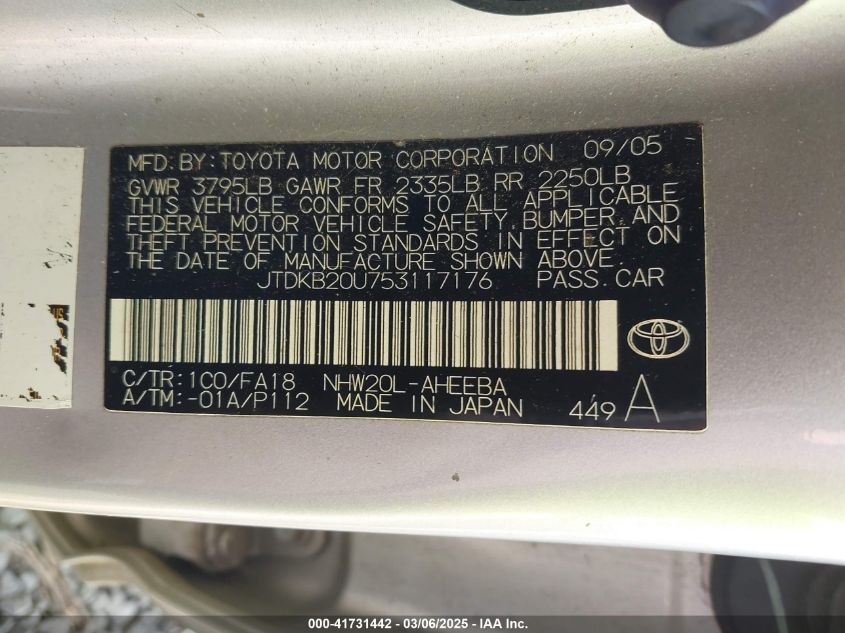 MFD.BY:TOYOTA MOTOR CORPORATION 09/05
GVWR 3795LB GAWR FR 2335LB RR 2250LB
THIS VEHICLE CONFORMS TO ALL APPLICABLE
FEDERAL MOTOR VEHICLE SAFETY, BUMPER, AND
THEFT PREVENTION STANDARDS IN EFFECT ON
THE DATE OF MANUFACTURE SHOWN ABOVE.
JTDKB20U753117176 PASS.CAR
C/TR:1C0/FA18 NHW20L-AHEEBA
A/TM:-01A/P112 MADE IN JAPAN 449 A
000-41731442 - 03/06/2025 - IAA Inc.